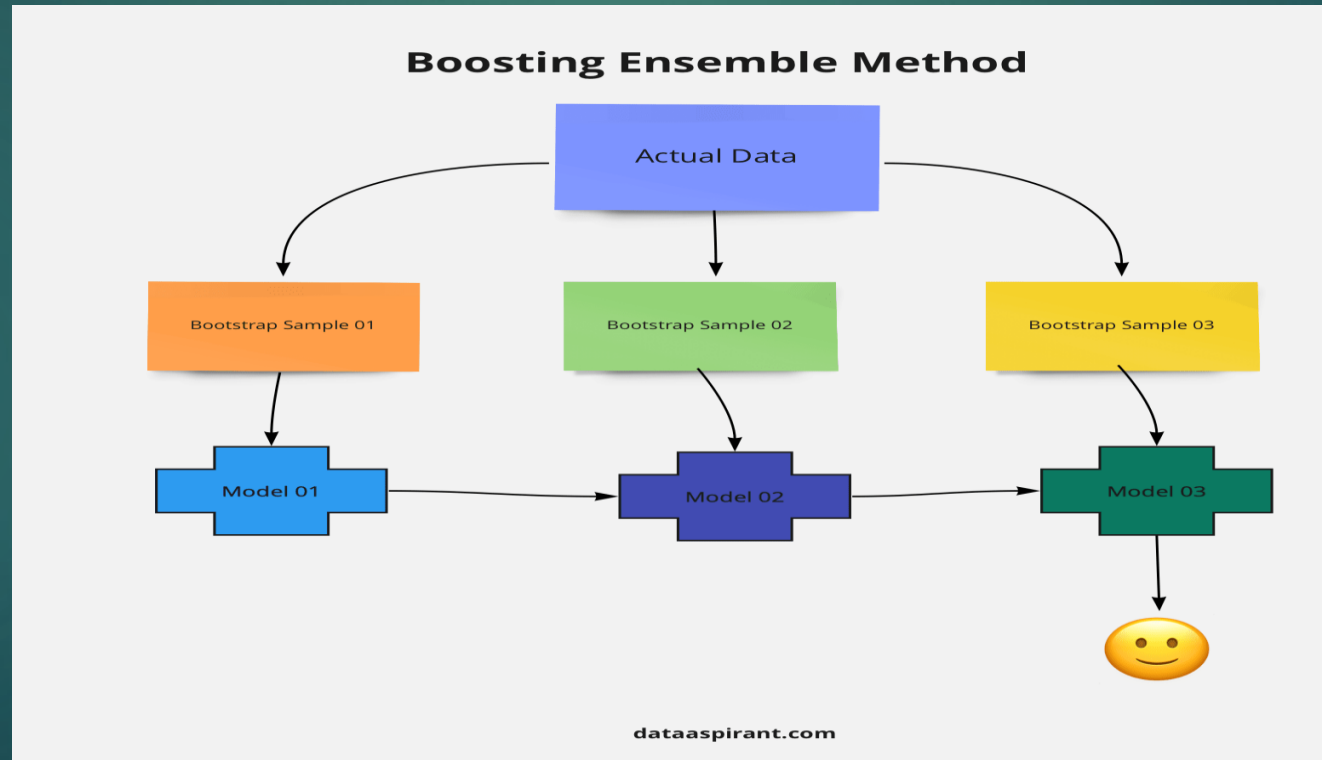 Boosting Ensemble Method
Actual Data
Bootstrap Sample 01
Bootstrap Sample 02
Bootstrap Sample 03
Model 01
Model 02
Model 03
dataaspirant.com